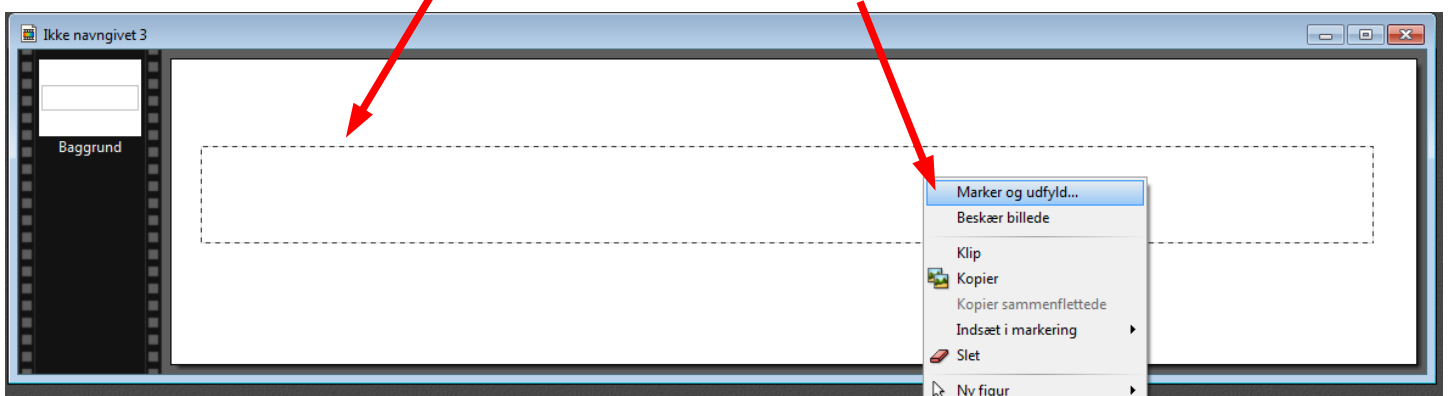 Ikke navngivet 3
Baggrund
Marker og udfyld...
Beskær billede
Klip
Kopier
Kopier sammenflettede
Indsæt i markering
Slet
Ny figur